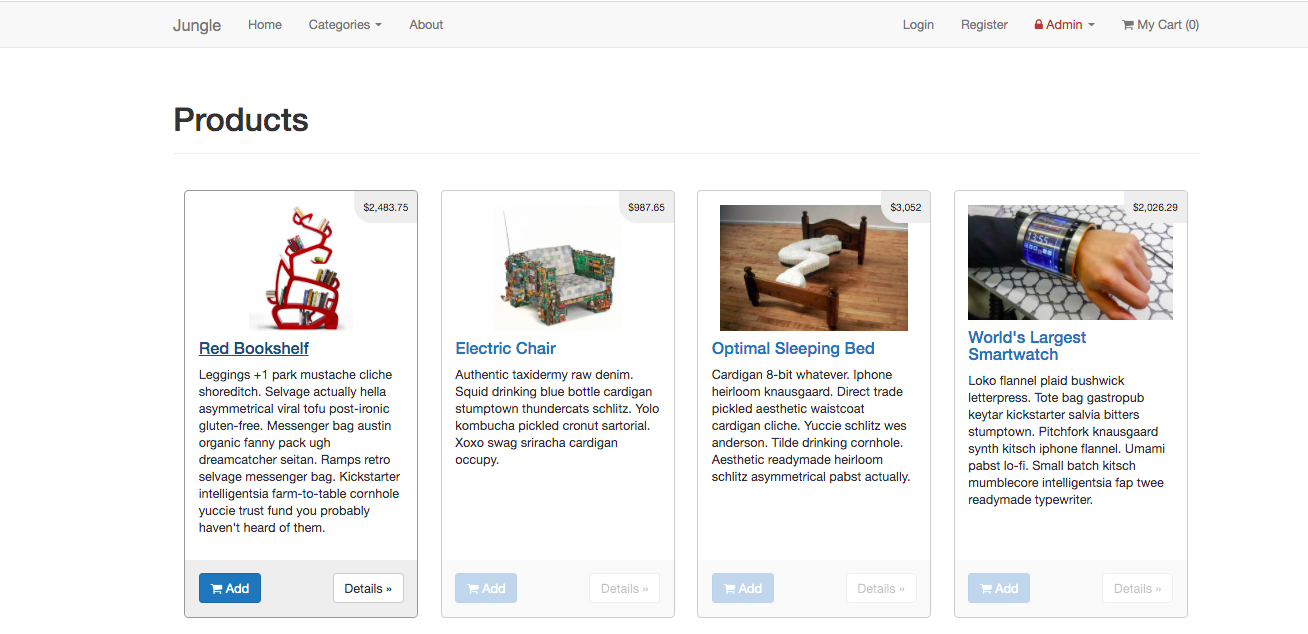 Jungle Home Categories About Login Register Admin My Cart (0)
Products
$2,483.75
Red Bookshelf
Leggings +1 park mustache cliche
shoreditch. Selvage actually hella
asymmetrical viral tofu post-ironic
gluten-free. Messenger bag austin
organic fanny pack ugh
dreamcatcher seitan. Ramps retro
selvage messenger bag. Kickstarter
intelligentsia farm-to-table cornhole
yuccie trust fund you probably
haven't heard of them.
Add Details »
$987.65
Electric Chair
Authentic taxidermy raw denim.
Squid drinking blue bottle cardigan
stumptown thundercats schlitz. Yolo
kombucha pickled cronut sartorial.
Xoxo swag sriracha cardigan
occupy.
Add Details »
$3,052
Optimal Sleeping Bed
Cardigan 8-bit whatever. Iphone
heirloom knausgaard. Direct trade
pickled aesthetic waistcoat
cardigan cliche. Yuccie schlitz wes
anderson. Tilde drinking cornhole.
Aesthetic readymade heirloom
schlitz asymmetrical pabst actually.
Add Details »
$2,026.29
13:55
World's Largest
Smartwatch
Loko flannel plaid bushwick
letterpress. Tote bag gastropub
keytar kickstarter salvia bitters
stumptown. Pitchfork knausgaard
synth kitsch iphone flannel. Umami
pabst lo-fi. Small batch kitsch
mumblecore intelligentsia fap twee
readymade typewriter.
Add Details »